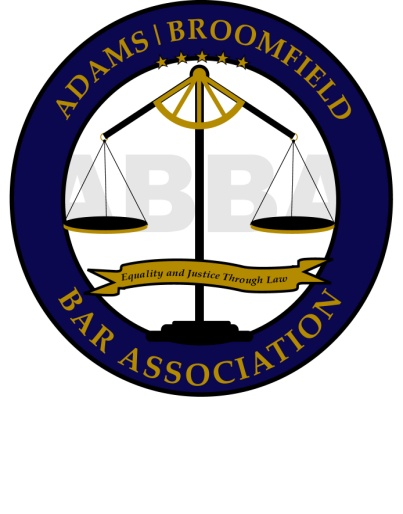 ADAMS | BROOMFIELD
ABBA
Equality and Justice Through Law
BAR ASSOCIATION